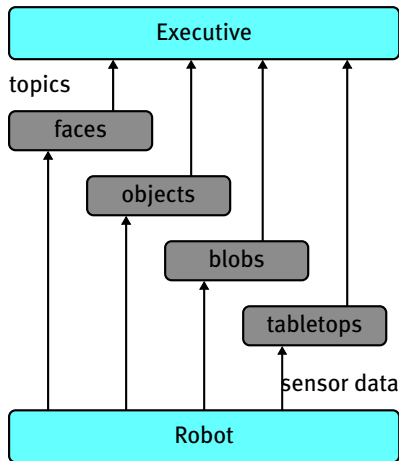 Executive
topics
faces
objects
blobs
tabletops
sensor data
Robot